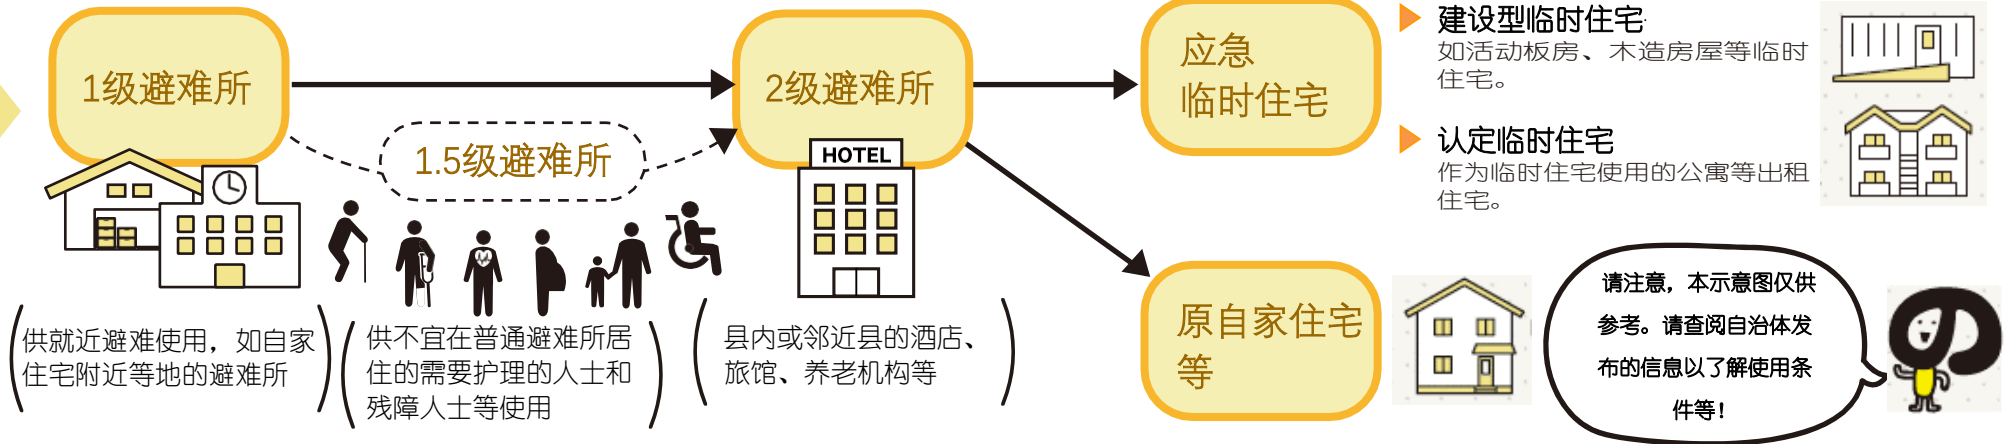 1级避难所
供就近避难使用，如自家
住宅附近等地的避难所
1.5级避难所
供不宜在普通避难所居
住的需要护理的人士和
残障人士等使用
2级避难所
HOTEL
县内或邻近县的酒店、
旅馆、养老机构等
应急
临时住宅
建设型临时住宅
如活动板房、木造房屋等临时
住宅。
认定临时住宅
作为临时住宅使用的公寓等出租
住宅。
原自家住宅
等
请注意，本示意图仅供
参考。请查阅自治体发
布的信息以了解使用条
件等！